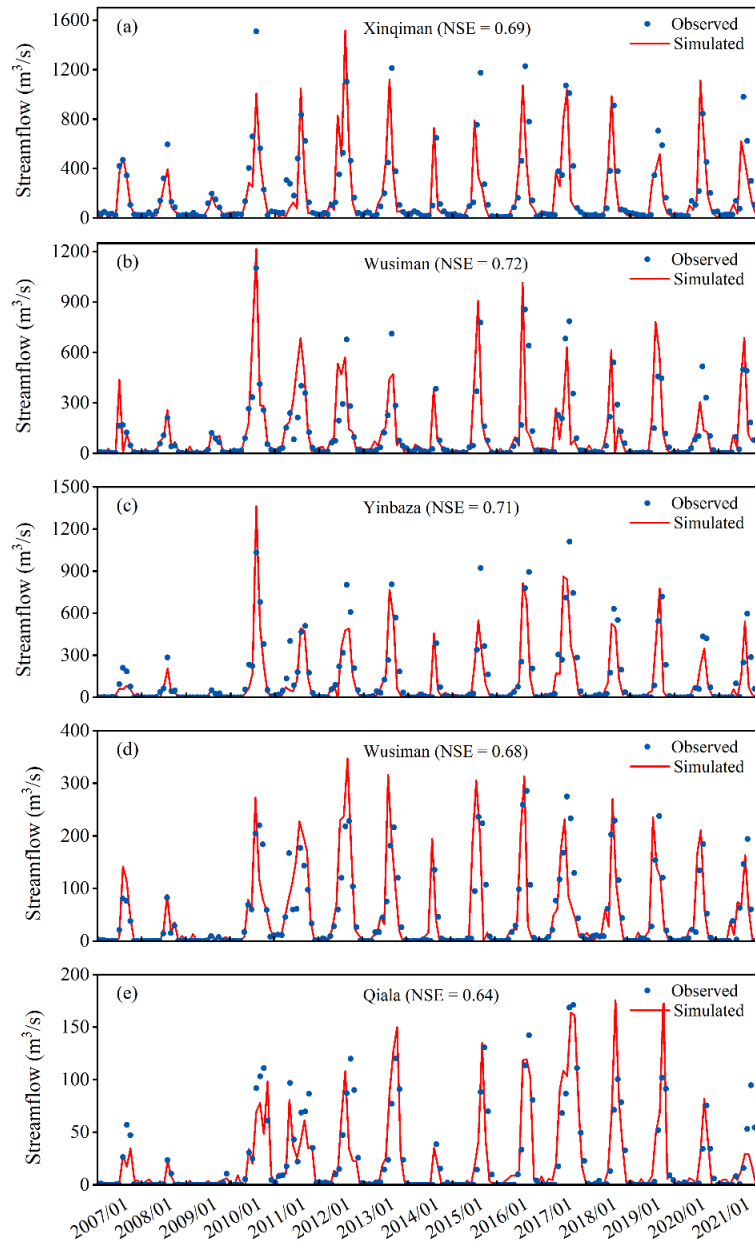 (a)
Xinqiman (NSE = 0.69)
Observed
Simulated
Streamflow (m³/s)
1600
1200
800
400
0
(b)
Wusiman (NSE = 0.72)
Observed
Simulated
Streamflow (m³/s)
1200
900
600
300
0
(c)
Yinbaza (NSE = 0.71)
Observed
Simulated
Streamflow (m³/s)
1500
1200
900
600
300
0
(d)
Wusiman (NSE = 0.68)
Observed
Simulated
Streamflow (m³/s)
400
300
200
100
0
(e)
Qiala (NSE = 0.64)
Observed
Simulated
Streamflow (m³/s)
200
150
100
50
0
2007/01 2008/01 2009/01 2010/01 2011/01 2012/01 2013/01 2014/01 2015/01 2016/01 2017/01 2018/01 2019/01 2020/01 2021/01